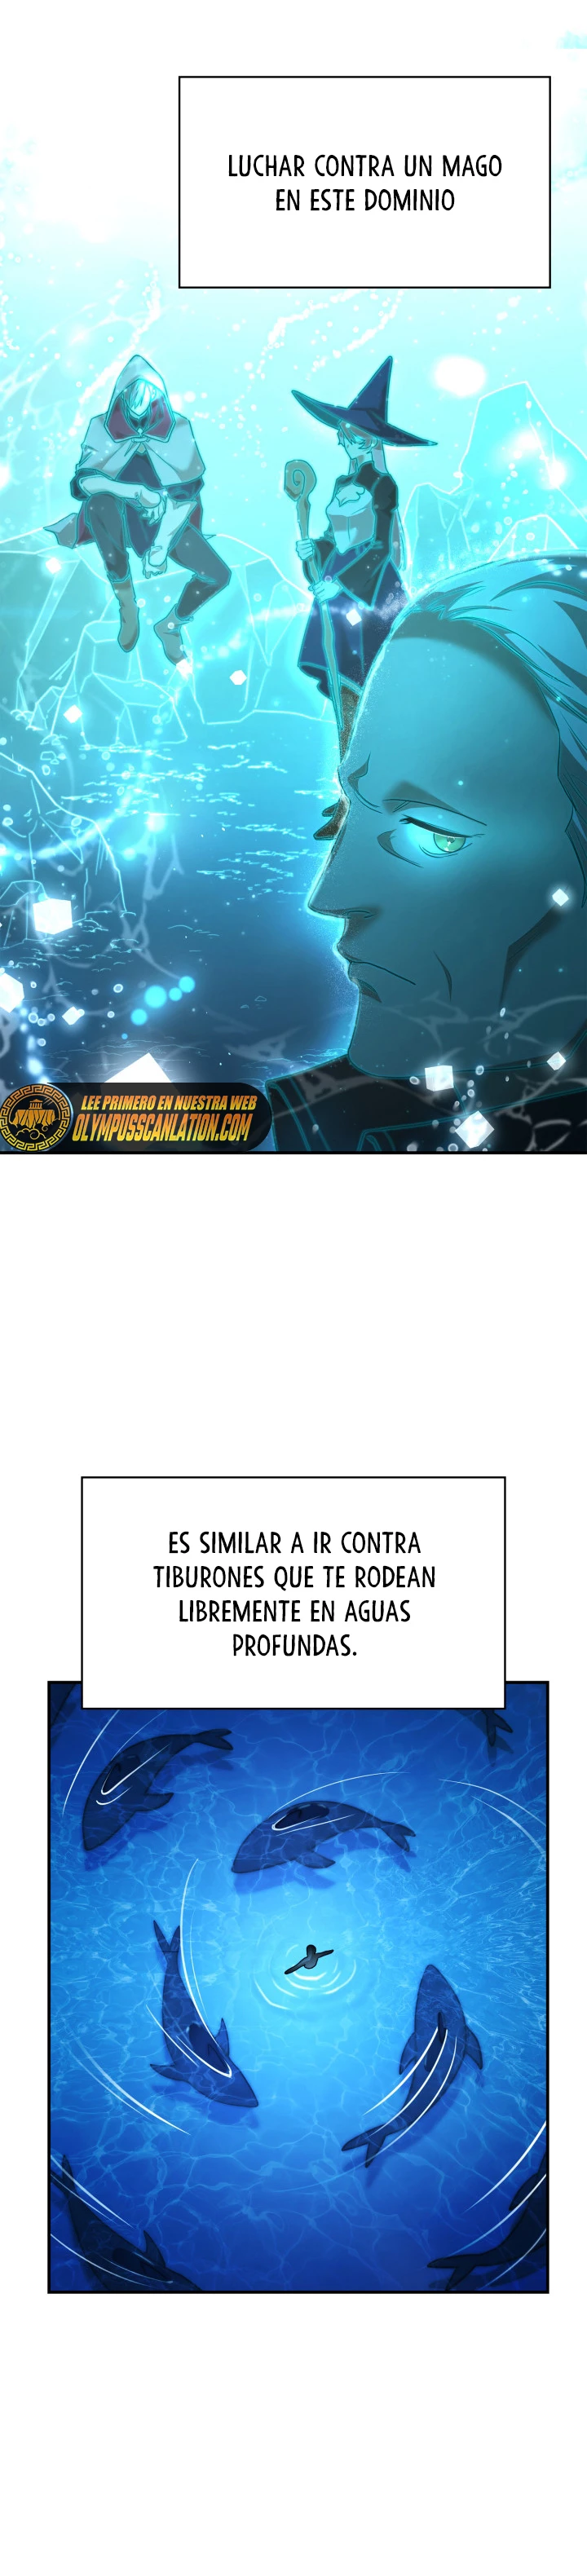 LUCHAR CONTRA UN MAGO
EN ESTE DOMINIO
LEE PRIMERO EN NUESTRA WEB
OLYMPUSSCANLATION.COM
ES SIMILAR A IR CONTRA
TIBURONES QUE TE RODEAN
LIBREMENTE EN AGUAS
PROFUNDAS.